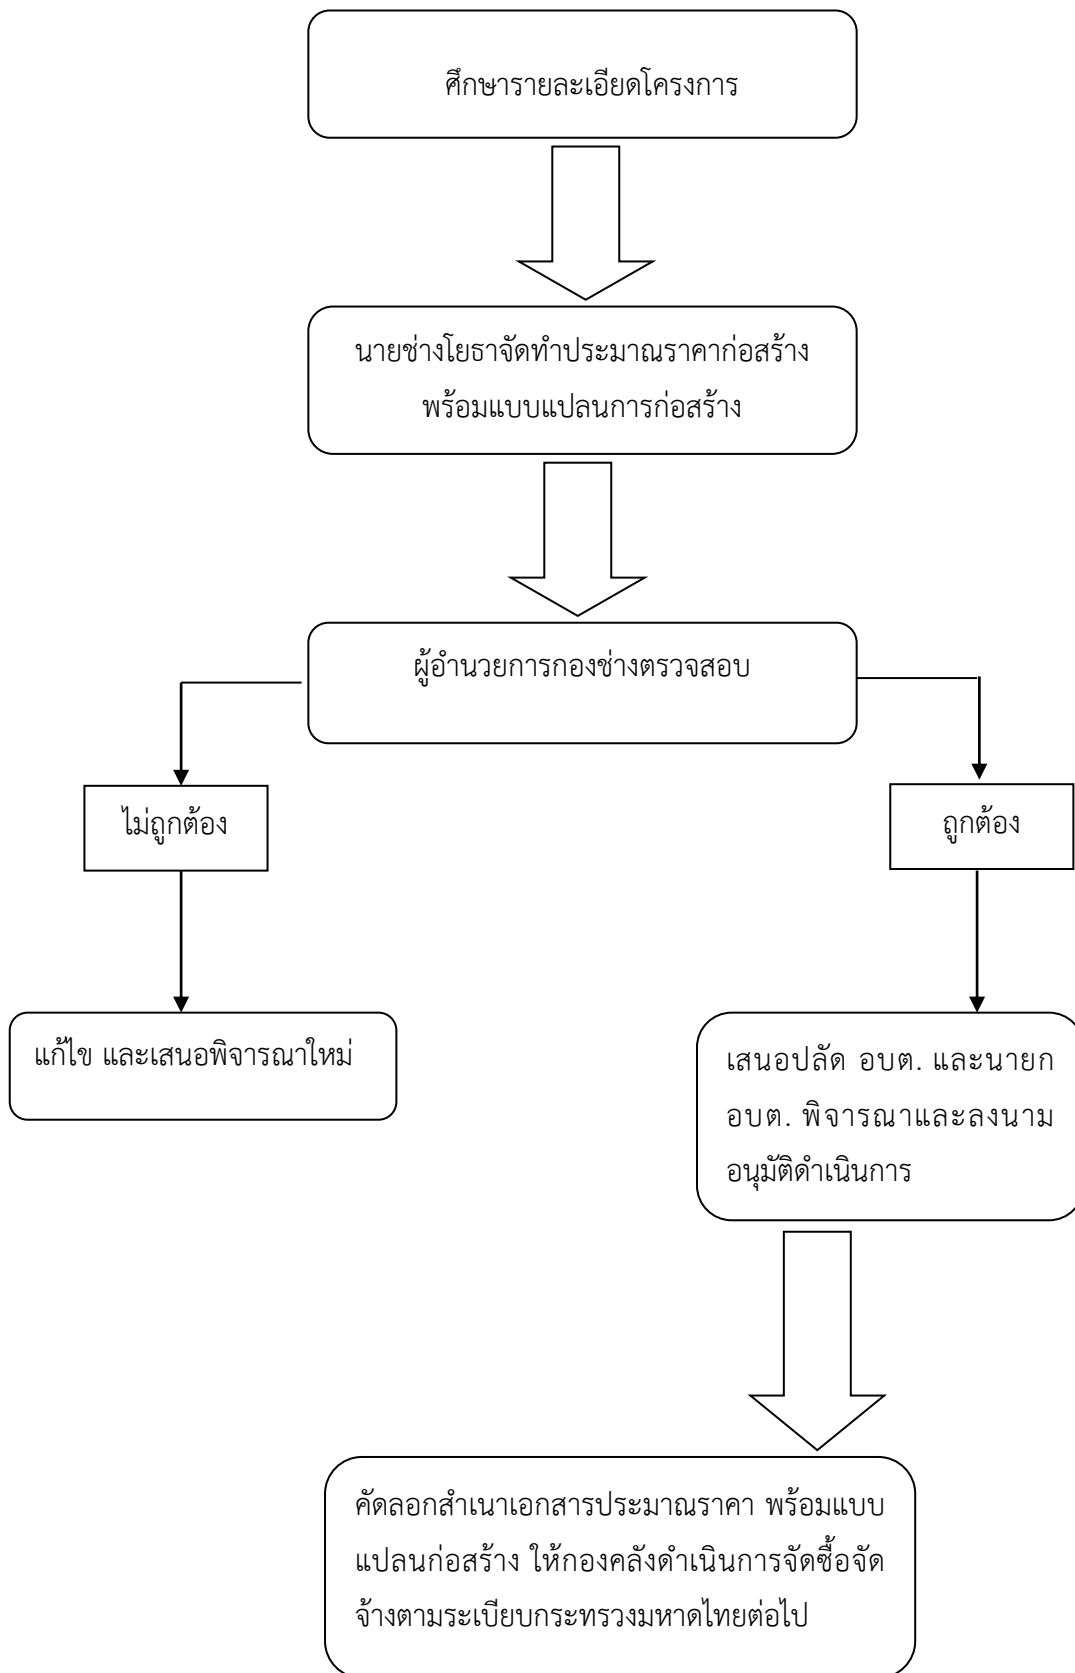 ศึกษารายละเอียดโครงการ
นายช่างโยธาจัดทำประมาณราคาก่อสร้าง
พร้อมแบบแปลนการก่อสร้าง
ผู้อำนวยการกองช่างตรวจสอบ
ไม่ถูกต้อง
ถูกต้อง
แก้ไข และเสนอพิจารณาใหม่
เสนอปลัด อบต. และนายก
อบต. พิจารณาและลงนาม
อนุมัติดำเนินการ
คัดลอกสำเนาเอกสารประมาณราคา พร้อมแบบ
แปลนก่อสร้าง ให้กองคลังดำเนินการจัดซื้อจัด
จ้างตามระเบียบกระทรวงมหาดไทยต่อไป